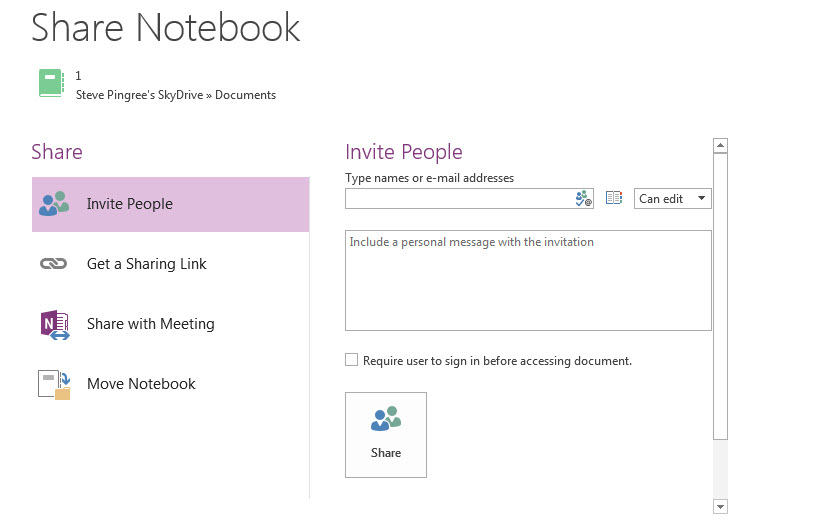 Share Notebook
1
Steve Pingree's SkyDrive » Documents
Share
Invite People
Get a Sharing Link
Share with Meeting
Move Notebook
Invite People
Type names or e-mail addresses
Can edit
Include a personal message with the invitation
Require user to sign in before accessing document.
Share